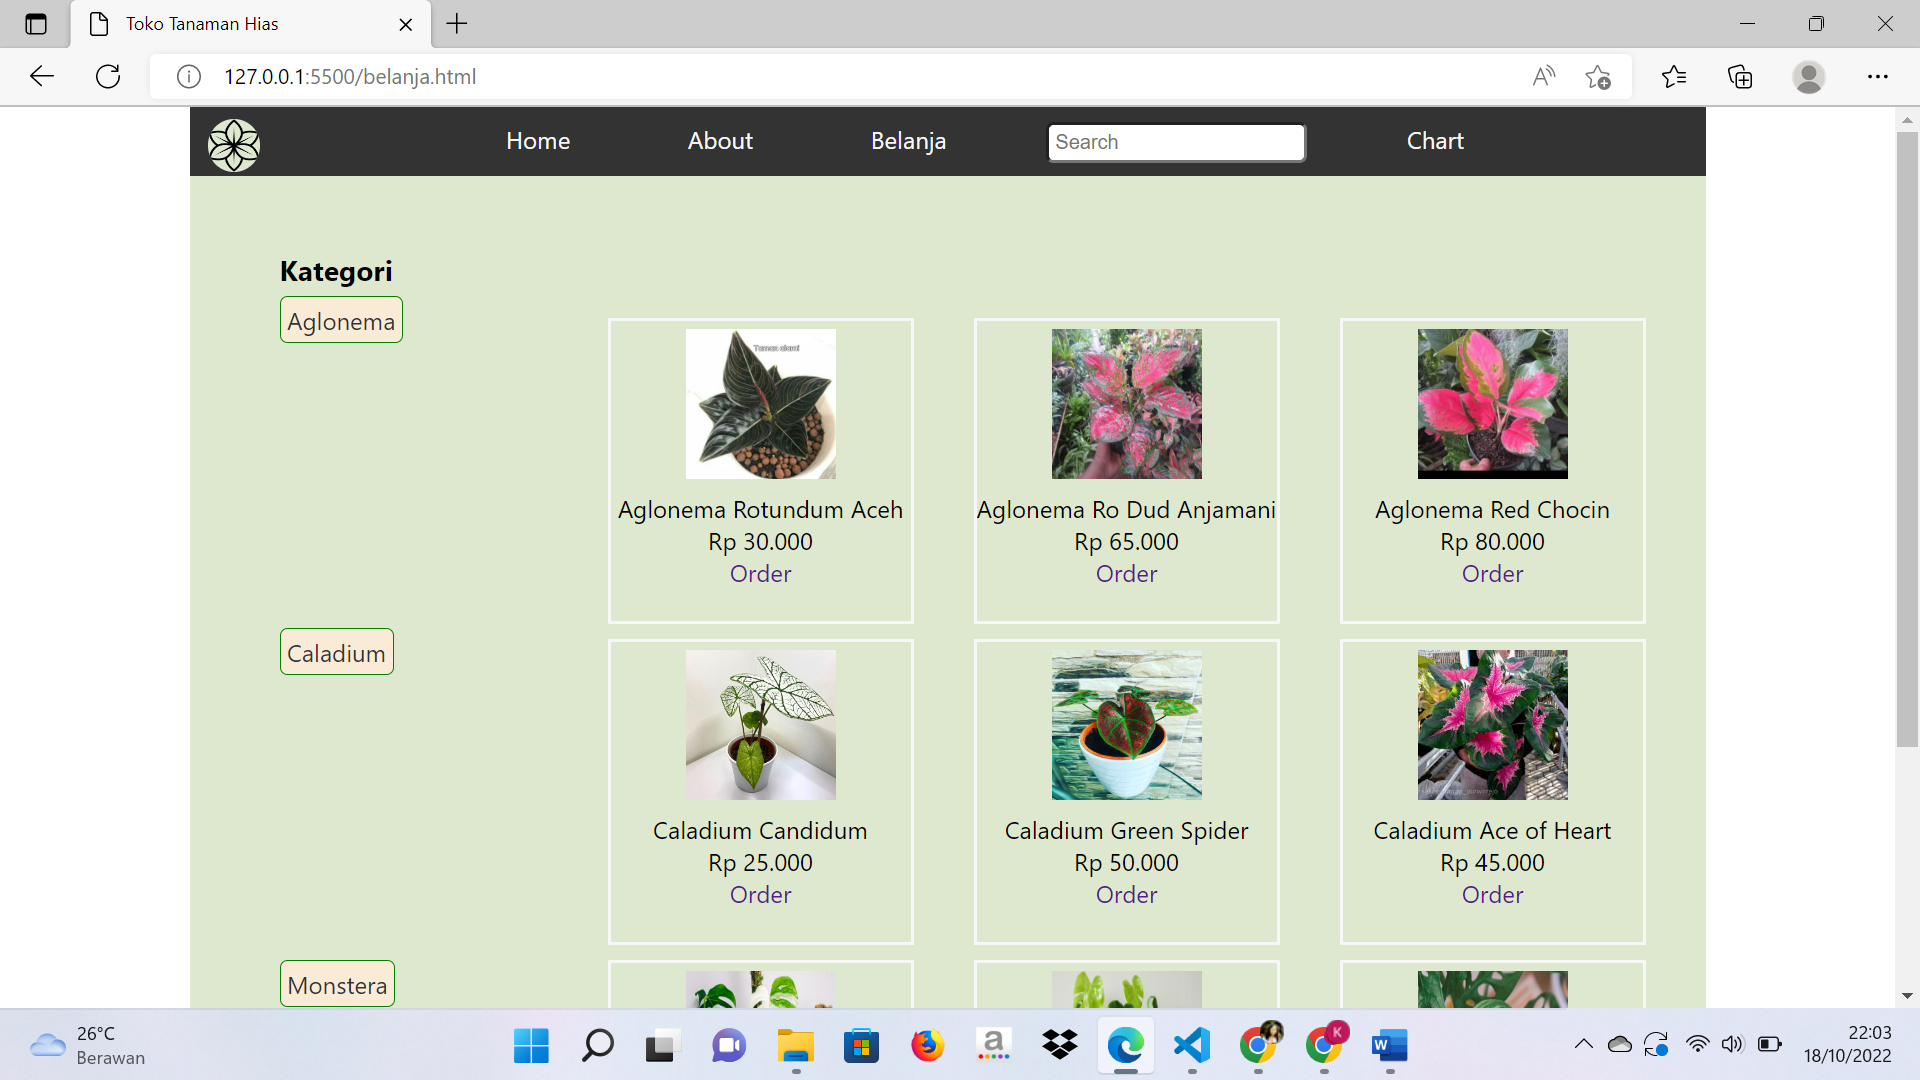 Toko Tanaman Hias
127.0.0.1:5500/belanja.html
Home About Belanja Search Chart
Kategori
Aglonema
Taman alami
Aglonema Rotundum Aceh
Rp 30.000
Order
Aglonema Ro Dud Anjamani
Rp 65.000
Order
Aglonema Red Chocin
Rp 80.000
Order
Caladium
Caladium Candidum
Rp 25.000
Order
Caladium Green Spider
Rp 50.000
Order
Caladium Ace of Heart
Rp 45.000
Order
Monstera
26°C
Berawan
a
K
W
22:03
18/10/2022